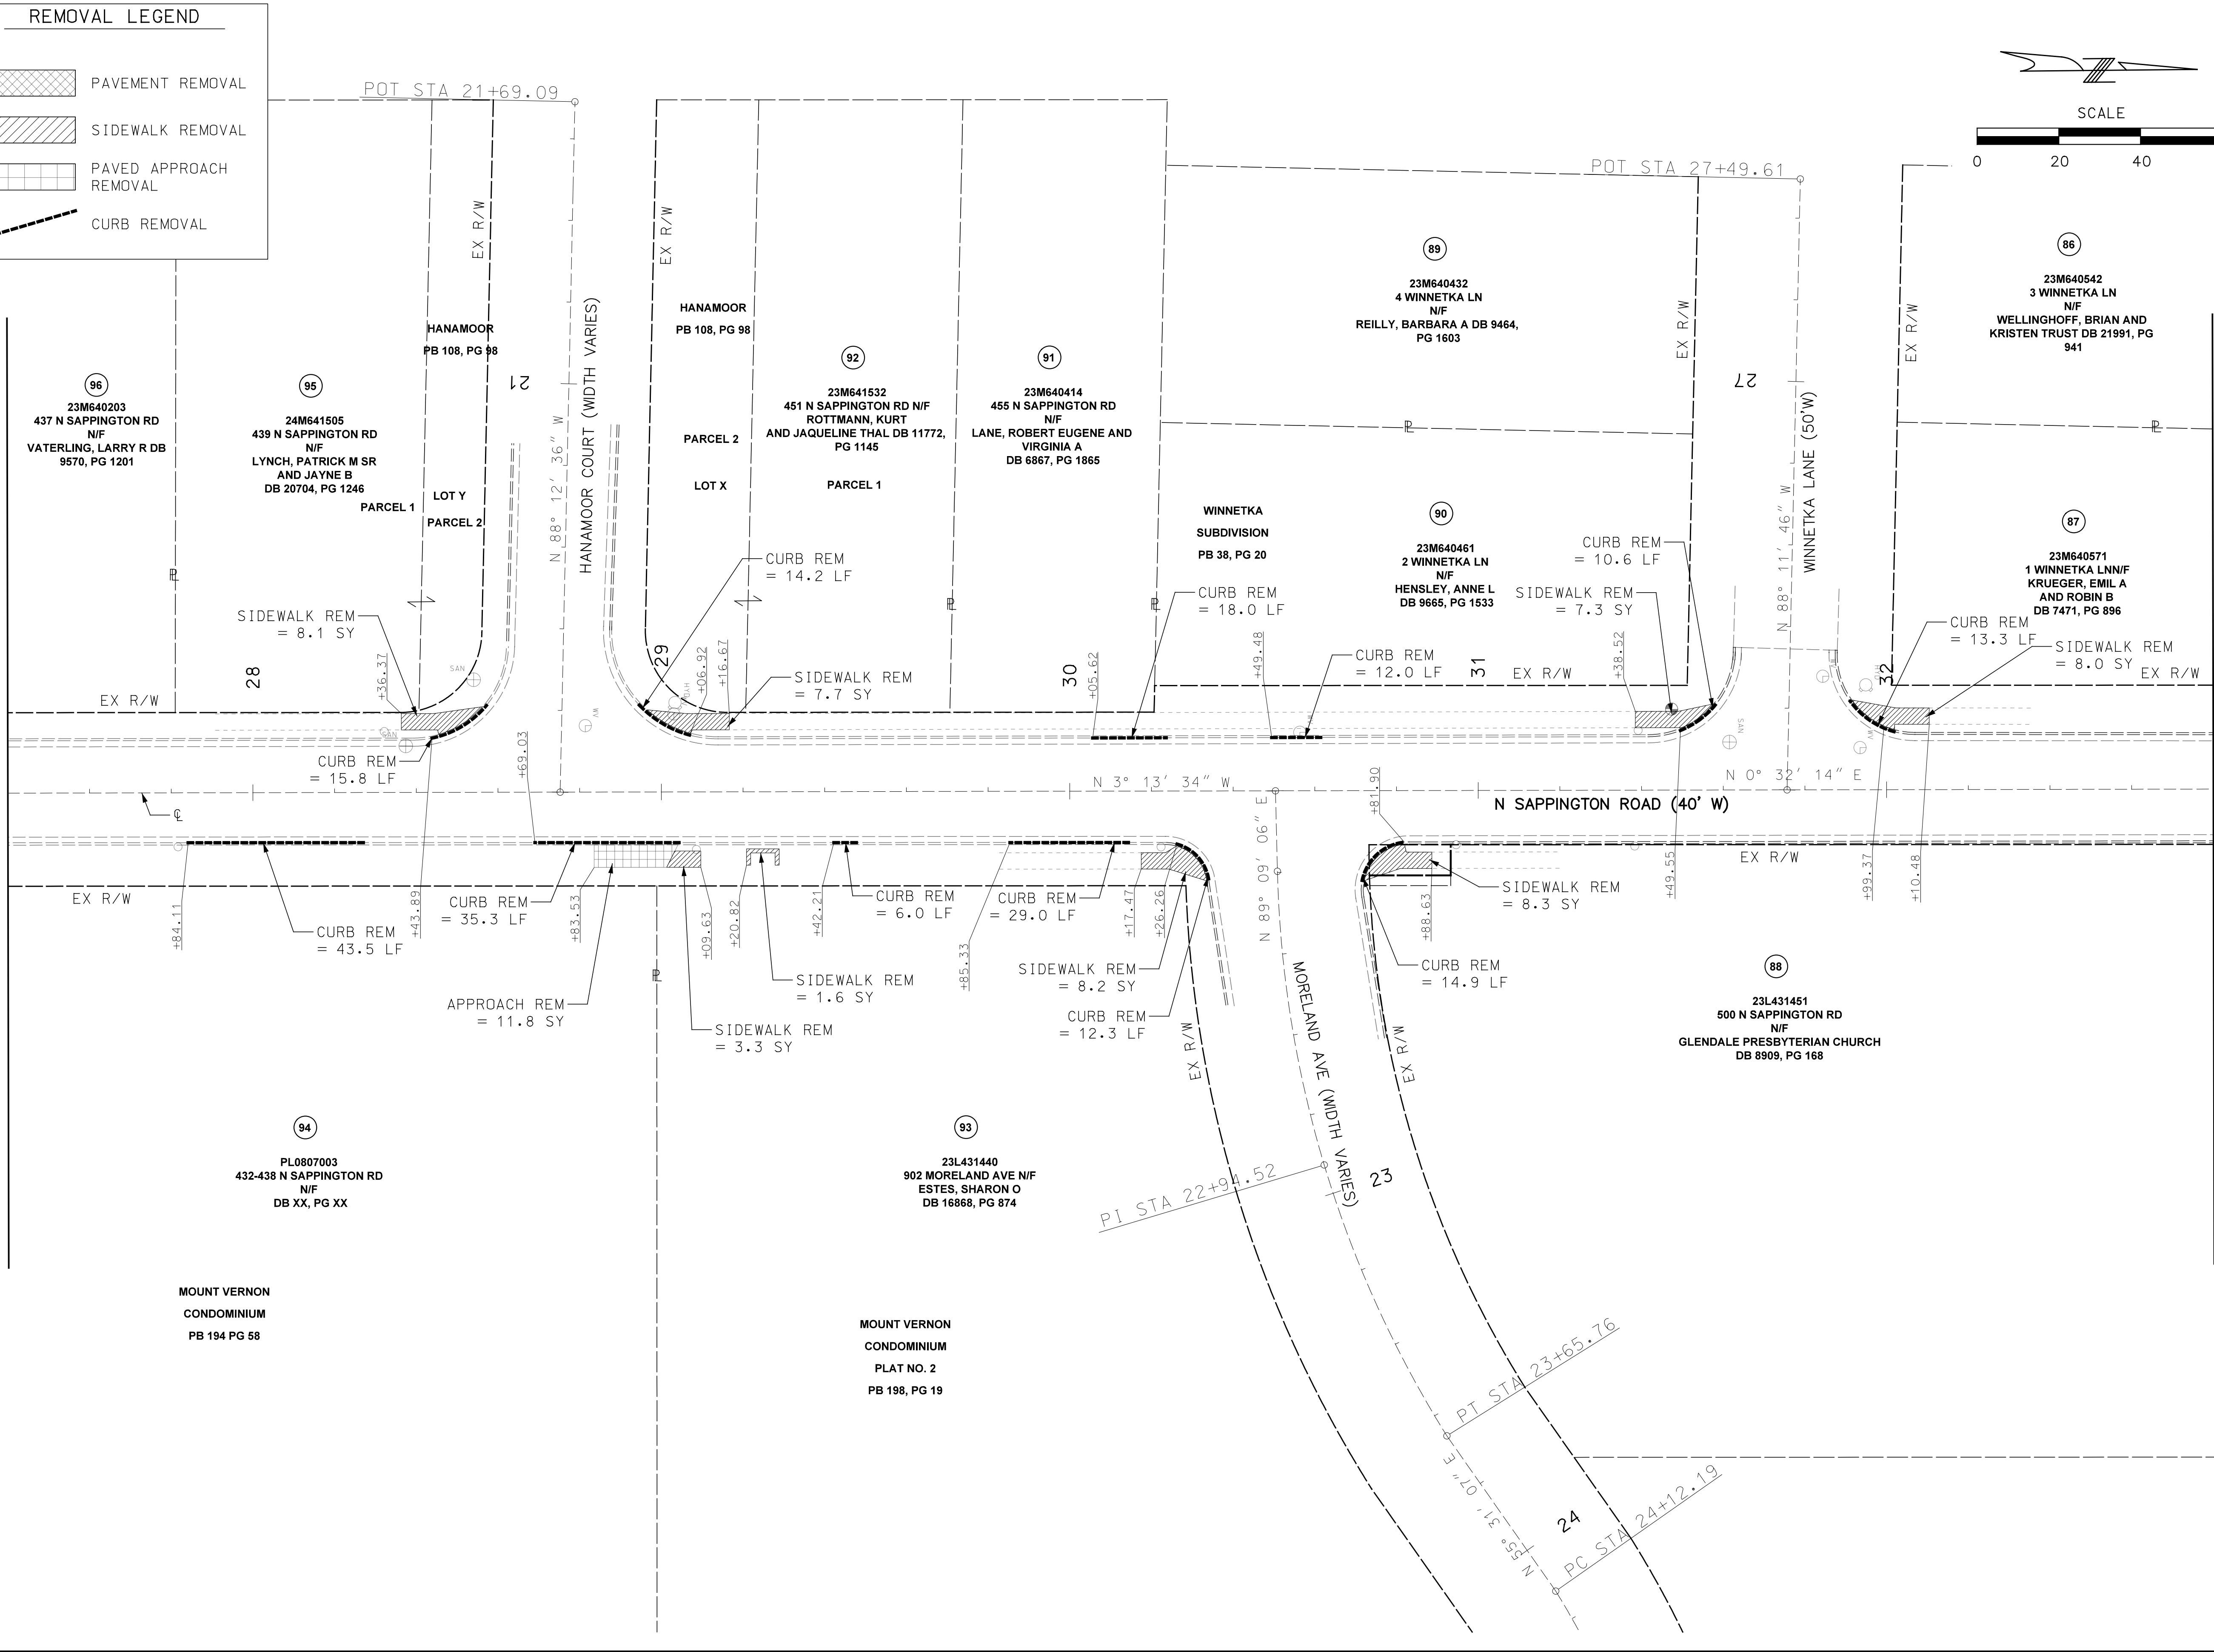 REMOVAL LEGEND
PAVEMENT REMOVAL
SIDEWALK REMOVAL
PAVED APPROACH
REMOVAL
CURB REMOVAL
POT STA 21+69.09
POT STA 27+49.61
SCALE
0 20 40
EX R/W
EX R/W
EX R/W
EX R/W
HANAMOOR
PB 108, PG 98
HANAMOOR
PB 108, PG 98
96
23M640203
437 N SAPPINGTON RD
N/F
VATERLING, LARRY R DB
9570, PG 1201
95
24M641505
439 N SAPPINGTON RD
N/F
LYNCH, PATRICK M SR
AND JAYNE B
DB 20704, PG 1246
PARCEL 1
LOT Y
PARCEL 2
21
N 88° 12' 36" W
HANAMOOR COURT (WIDTH VARIES)
PARCEL 2
LOT X
92
23M641532
451 N SAPPINGTON RD N/F
ROTTMANN, KURT
AND JAQUELINE THAL DB 11772,
PG 1145
PARCEL 1
91
23M640414
455 N SAPPINGTON RD
N/F
LANE, ROBERT EUGENE AND
VIRGINIA A
DB 6867, PG 1865
89
23M640432
4 WINNETKA LN
N/F
REILLY, BARBARA A DB 9464,
PG 1603
86
23M640542
3 WINNETKA LN
N/F
WELLINGHOFF, BRIAN AND
KRISTEN TRUST DB 21991, PG
941
27
N 88° 11' 46" W
WINNETKA LANE (50'W)
WINNETKA
SUBDIVISION
PB 38, PG 20
90
23M640461
2 WINNETKA LN
N/F
HENSLEY, ANNE L
DB 9665, PG 1533
87
23M640571
1 WINNETKA LNN/F
KRUEGER, EMIL A
AND ROBIN B
DB 7471, PG 896
SIDEWALK REM
= 8.1 SY
CURB REM
= 14.2 LF
SIDEWALK REM
= 7.7 SY
CURB REM
= 18.0 LF
CURB REM
= 12.0 LF
CURB REM
= 10.6 LF
SIDEWALK REM
= 7.3 SY
CURB REM
= 13.3 LF
SIDEWALK REM
= 8.0 SY
EX R/W
28
+36.37
SAN
SAN
WV
29
HYD
+06.92
+16.67
30
+05.62
+49.48
31
EX R/W
+38.52
SAN
WV
HYD
32
EX R/W
CURB REM
= 15.8 LF
+69.03
N 3° 13' 34" W
N 0° 32' 14" E
N SAPPINGTON ROAD (40' W)
+81.90
EX R/W
EX R/W
+84.11
CURB REM
= 43.5 LF
+43.89
CURB REM
= 35.3 LF
+83.53
+09.63
+20.82
+42.21
CURB REM
= 6.0 LF
CURB REM
= 29.0 LF
+85.33
+17.47
+26.26
N 89° 09' 06" E
+88.63
SIDEWALK REM
= 8.3 SY
+49.55
+99.37
+10.48
CURB REM
= 14.9 LF
APPROACH REM
= 11.8 SY
SIDEWALK REM
= 3.3 SY
SIDEWALK REM
= 1.6 SY
SIDEWALK REM
= 8.2 SY
CURB REM
= 12.3 LF
EX R/W
EX R/W
MORELAND AVE (WIDTH VARIES)
88
23L431451
500 N SAPPINGTON RD
N/F
GLENDALE PRESBYTERIAN CHURCH
DB 8909, PG 168
94
PL0807003
432-438 N SAPPINGTON RD
N/F
DB XX, PG XX
93
23L431440
902 MORELAND AVE N/F
ESTES, SHARON O
DB 16868, PG 874
23
PI STA 22+94.52
MOUNT VERNON
CONDOMINIUM
PB 194 PG 58
MOUNT VERNON
CONDOMINIUM
PLAT NO. 2
PB 198, PG 19
PT STA 23+65.76
N 55° 31' 07" E
24
PC STA 24+12.19